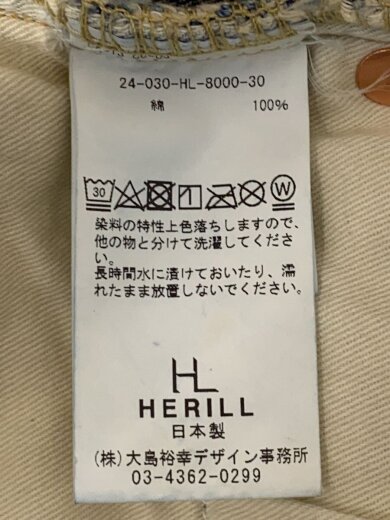 24-030-HL-8000-30
綿 100%
30 W
染料の特性上色落ちしますので、
他の物と分けて洗濯してくださ
い。
長時間水に漬けておいたり、濡
れたまま放置しないでください。
HL
HERILL
日本製
(株)大島裕幸デザイン事務所
03-4362-0299